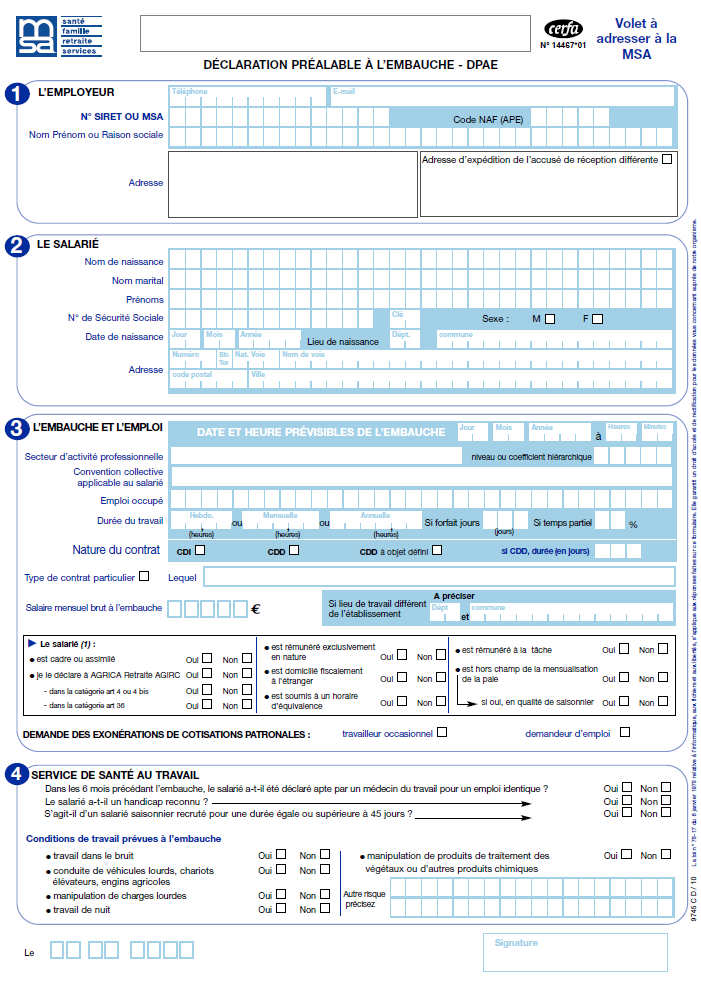 msa
santé
famille
retraite
services
cerfa
N° 14467*01
Volet à
adresser à la
MSA
DÉCLARATION PRÉALABLE À L'EMBAUCHE - DPAE
1 L'EMPLOYEUR
Téléphone E-mail
N° SIRET OU MSA Code NAF (APE)
Nom Prénom ou Raison sociale
Adresse d'expédition de l'accusé de réception différente
Adresse
2 LE SALARIÉ
Nom de naissance
Nom marital
Prénoms
N° de Sécurité Sociale Clé Sexe : M F
Date de naissance Jour Mois Année Lieu de naissance Dépt. commune
Adresse Numéro Bis Ter Nat. Voie Nom de voie
code postal Ville
3 L'EMBAUCHE ET L'EMPLOI DATE ET HEURE PRÉVISIBLES DE L'EMBAUCHE Jour Mois Année à Heures Minutes
Secteur d'activité professionnelle niveau ou coefficient hiérarchique
Convention collective
applicable au salarié
Emploi occupé
Durée du travail Hebdo. , (heures) ou Mensuelle , (heures) ou Annuelle , (heures) Si forfait jours (jours) Si temps partiel %
Nature du contrat CDI CDD CDD à objet défini si CDD, durée (en jours)
Type de contrat particulier Lequel
Salaire mensuel brut à l'embauche €
Si lieu de travail différent
de l'établissement
A préciser
Dépt et commune
Le salarié (1) :
● est cadre ou assimilé Oui Non
● je le déclare à AGRICA Retraite AGIRC Oui Non
- dans la catégorie art 4 ou 4 bis Oui Non
- dans la catégorie art 36 Oui Non
● est rémunéré exclusivement
en nature Oui Non
● est domicilié fiscalement
à l'étranger Oui Non
● est soumis à un horaire
d'équivalence Oui Non
● est rémunéré à la tâche Oui Non
● est hors champ de la mensualisation
de la paie Oui Non
si oui, en qualité de saisonnier Oui Non
DEMANDE DES EXONÉRATIONS DE COTISATIONS PATRONALES : travailleur occasionnel demandeur d'emploi
4 SERVICE DE SANTÉ AU TRAVAIL
Dans les 6 mois précédant l'embauche, le salarié a-t-il été déclaré apte par un médecin du travail pour un emploi identique ? Oui Non
Le salarié a-t-il un handicap reconnu ? Oui Non
S'agit-il d'un salarié saisonnier recruté pour une durée égale ou supérieure à 45 jours ? Oui Non
Conditions de travail prévues à l'embauche
● travail dans le bruit Oui Non
● conduite de véhicules lourds, chariots
élévateurs, engins agricoles Oui Non
● manipulation de charges lourdes Oui Non
● travail de nuit Oui Non
● manipulation de produits de traitement des
végétaux ou d'autres produits chimiques Oui Non
Autre risque
précisez
Le
Signature
9745 C D / 10 La loi n° 78-17 du 6 janvier 1978 relative à l'informatique, aux fichiers et aux libertés, s'applique aux réponses faites sur ce formulaire. Elle garantit un droit d'accès et de rectification pour les données vous concernant auprès de notre organisme.